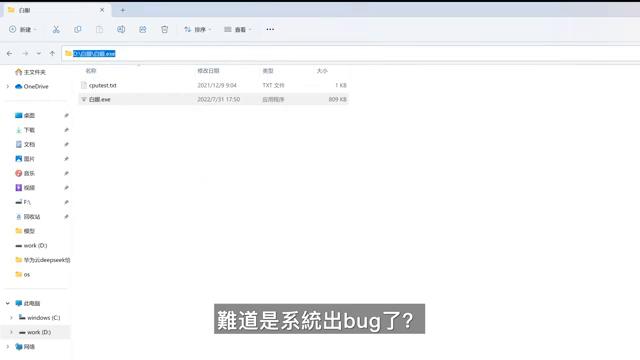 白眼
新建
排序
查看
D:\白眼\白眼.exe
名称
修改日期
类型
大小
主文件夹
OneDrive
cputest.txt
2021/12/9 9:04
TXT 文件
1 KB
白眼.exe
2022/7/31 17:50
应用程序
809 KB
桌面
下载
文档
图片
音乐
视频
F:\
回收站
模型
work (D:)
华为云deepseek给
os
此电脑
windows (C:)
work (D:)
网络
難道是系統出bug了?